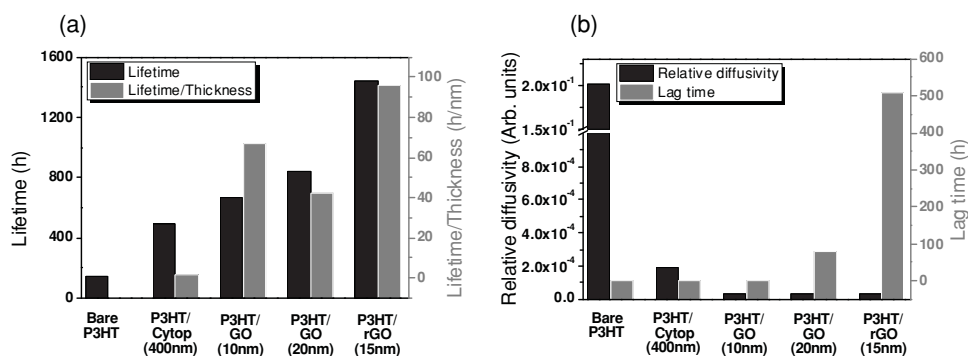 (a)
1600
1200
800
400
0
Lifetime (h)
Lifetime
Lifetime/Thickness
100
80
60
40
20
0
Lifetime/Thickness (h/nm)
Bare
P3HT
P3HT/
Cytop
(400nm)
P3HT/
GO
(10nm)
P3HT/
GO
(20nm)
P3HT/
rGO
(15nm)
(b)
2.0x10⁻¹
1.5x10⁻¹
8.0x10⁻⁴
6.0x10⁻⁴
4.0x10⁻⁴
2.0x10⁻⁴
0.0
Relative diffusivity (Arb. units)
Relative diffusivity
Lag time
600
500
400
300
200
100
0
Lag time (h)
Bare
P3HT
P3HT/
Cytop
(400nm)
P3HT/
GO
(10nm)
P3HT/
GO
(20nm)
P3HT/
rGO
(15nm)